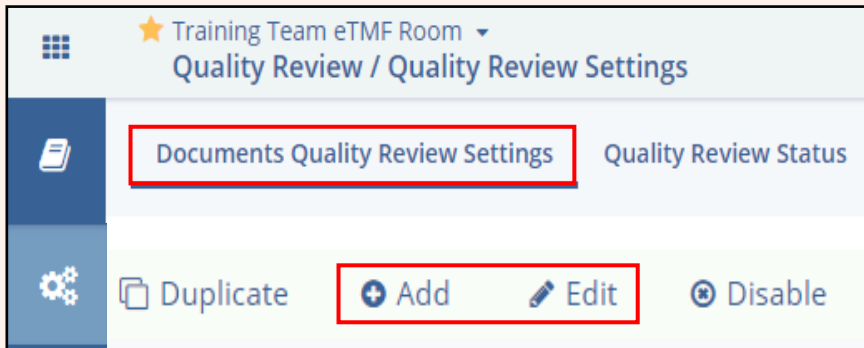 Training Team eTMF Room
Quality Review / Quality Review Settings
Documents Quality Review Settings Quality Review Status
Duplicate Add Edit Disable